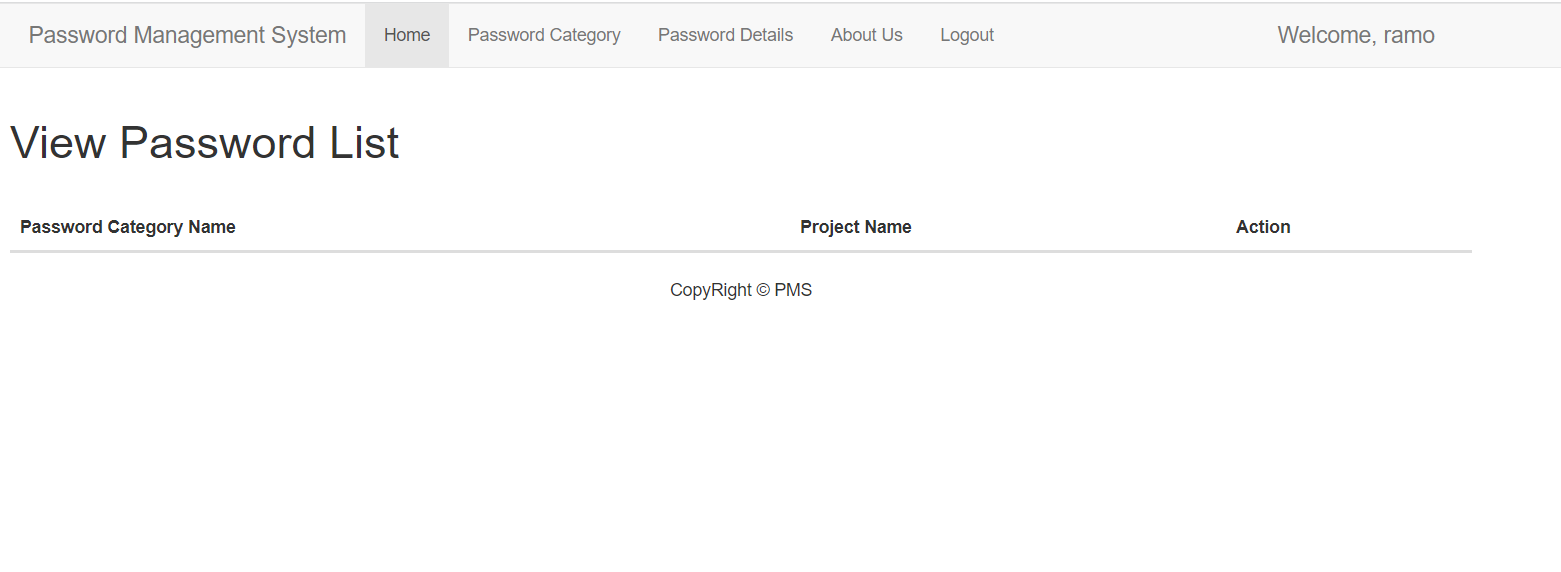 Password Management System Home Password Category Password Details About Us Logout Welcome, ramo
View Password List
Password Category Name Project Name Action
CopyRight © PMS